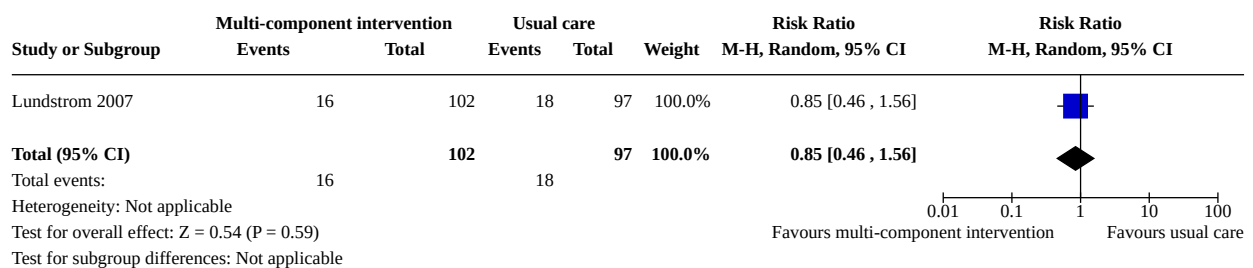 Multi-component intervention Usual care Risk Ratio Risk Ratio
Study or Subgroup Events Total Events Total Weight M-H, Random, 95% CI M-H, Random, 95% CI
Lundstrom 2007 16 102 18 97 100.0% 0.85 [0.46 , 1.56]
Total (95% CI) 102 97 100.0% 0.85 [0.46 , 1.56]
Total events: 16 18
Heterogeneity: Not applicable
0.01 0.1 1 10 100
Test for overall effect: Z = 0.54 (P = 0.59) Favours multi-component intervention Favours usual care
Test for subgroup differences: Not applicable